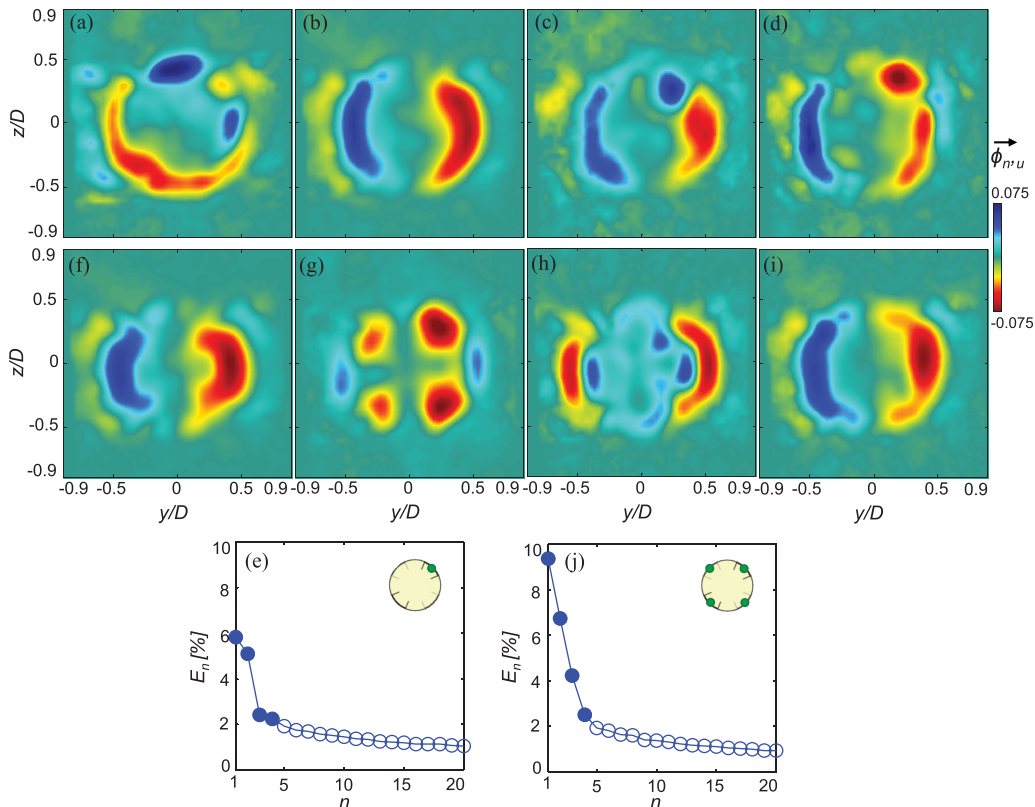 0.9
(a) (b) (c) (d)
0.5
z/D
0
-0.5
-0.9
ϕn,u
0.075
-0.075
0.9
(f) (g) (h) (i)
0.5
z/D
0
-0.5
-0.9
-0.9 -0.5 0 0.5 0.9 -0.9 -0.5 0 0.5 0.9 -0.9 -0.5 0 0.5 0.9 -0.9 -0.5 0 0.5 0.9
y/D y/D y/D y/D
10 (e)
8
6
En [%]
4
2
0
1 5 10 15 20
n
10 (j)
8
6
En [%]
4
2
0
1 5 10 15 20
n